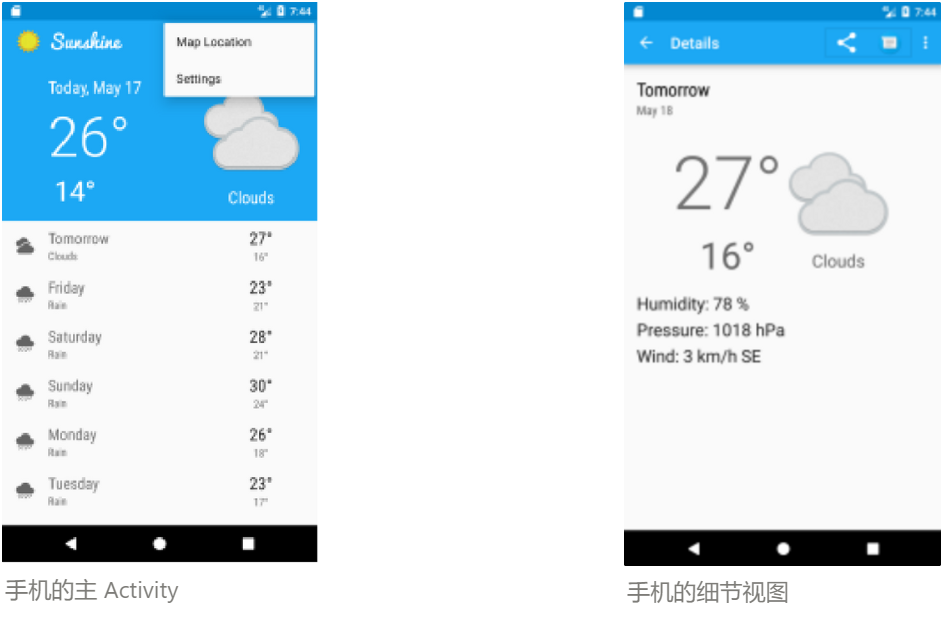 7:44
Sunshine
Map Location
Settings
Today, May 17
26°
14°
Clouds
Tomorrow 27°
Clouds 16°
Friday 23°
Rain 21°
Saturday 28°
Rain 21°
Sunday 30°
Rain 24°
Monday 26°
Rain 18°
Tuesday 23°
Rain 17°
手机的主 Activity
7:44
Details
Tomorrow
May 18
27°
16°
Clouds
Humidity: 78 %
Pressure: 1018 hPa
Wind: 3 km/h SE
手机的细节视图